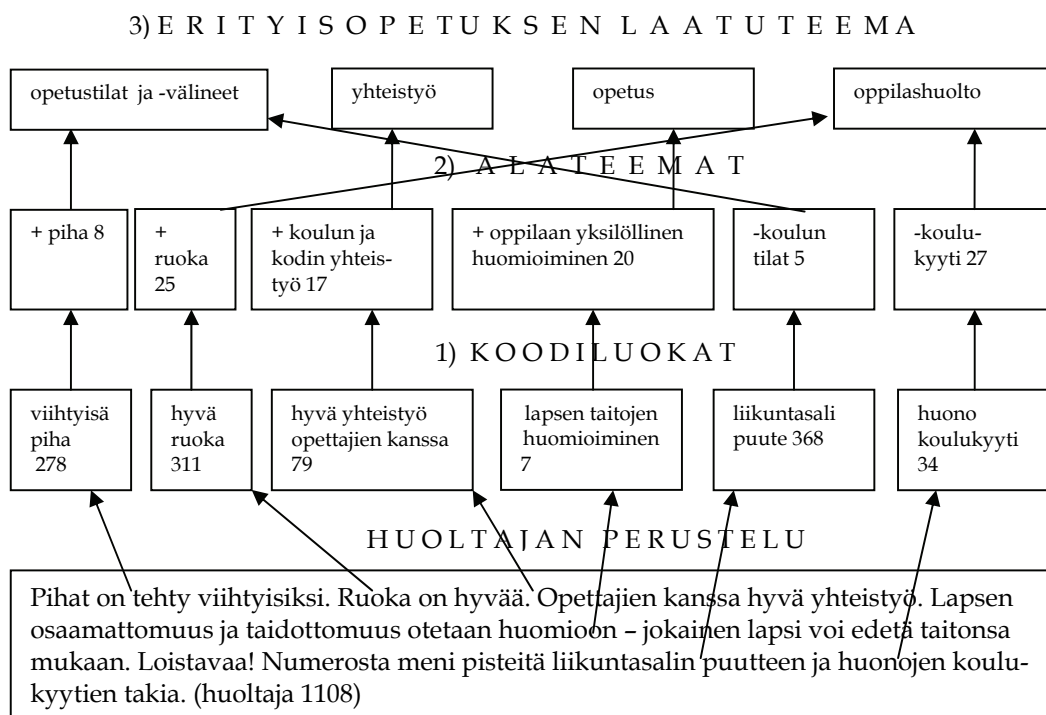 3) E R I T Y I S O P E T U K S E N L A A T U T E E M A
opetustilat ja -välineet
yhteistyö
opetus
oppilashuolto
2) A L A T E E M A T
+ piha 8
+
ruoka
25
+ koulun ja
kodin yhteis-
työ 17
+ oppilaan yksilöllinen
huomioiminen 20
-koulun
tilat 5
-koulu-
kyyti 27
1) K O O D I L U O K A T
viihtyisä
piha
278
hyvä
ruoka
311
hyvä yhteistyö
opettajien kanssa
79
lapsen taitojen
huomioiminen
7
liikuntasali
puute 368
huono
koulukyyti
34
H U O L T A J A N P E R U S T E L U
Pihat on tehty viihtyisiksi. Ruoka on hyvää. Opettajien kanssa hyvä yhteistyö. Lapsen
osaamattomuus ja taidottomuus otetaan huomioon – jokainen lapsi voi edetä taitonsa
mukaan. Loistavaa! Numerosta meni pisteitä liikuntasalin puutteen ja huonojen koulu-
kyytien takia. (huoltaja 1108)